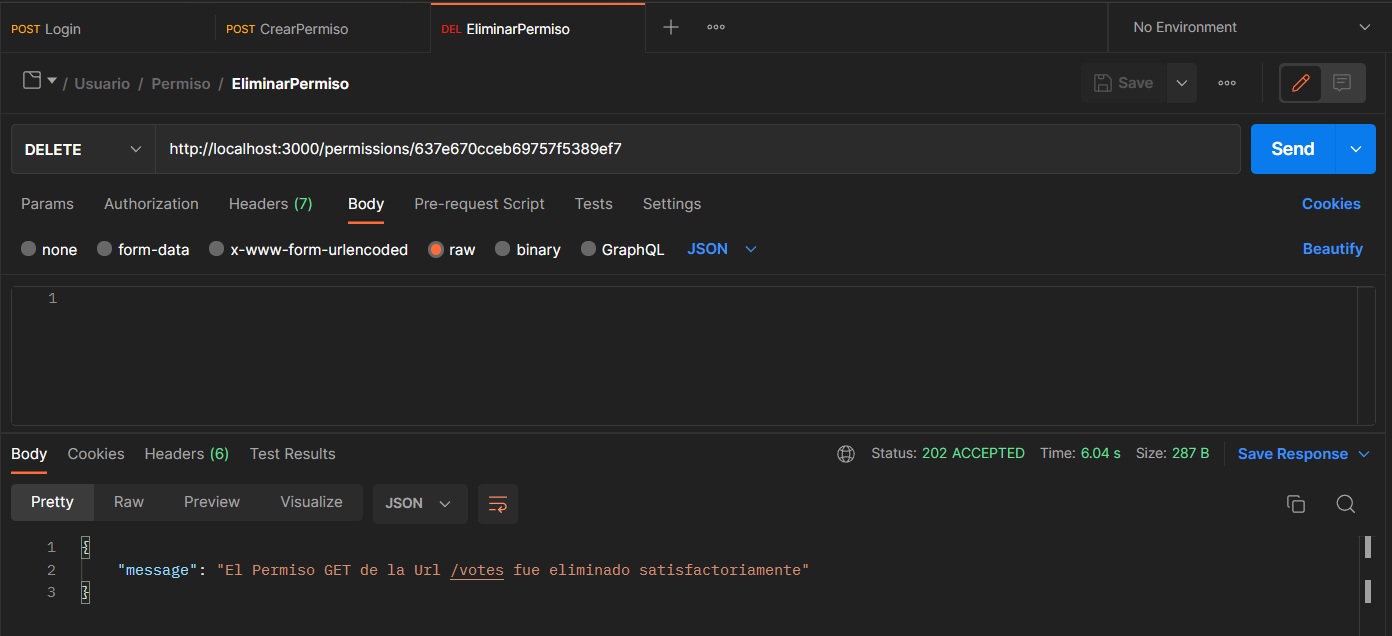 POST Login POST CrearPermiso DEL EliminarPermiso No Environment
/ Usuario / Permiso / EliminarPermiso Save
DELETE http://localhost:3000/permissions/637e670cceb69757f5389ef7 Send
Params Authorization Headers (7) Body Pre-request Script Tests Settings Cookies
none form-data x-www-form-urlencoded raw binary GraphQL JSON Beautify
1
Body Cookies Headers (6) Test Results Status: 202 ACCEPTED Time: 6.04 s Size: 287 B Save Response
Pretty Raw Preview Visualize JSON
1 {
2 "message": "El Permiso GET de la Url /votes fue eliminado satisfactoriamente"
3 }